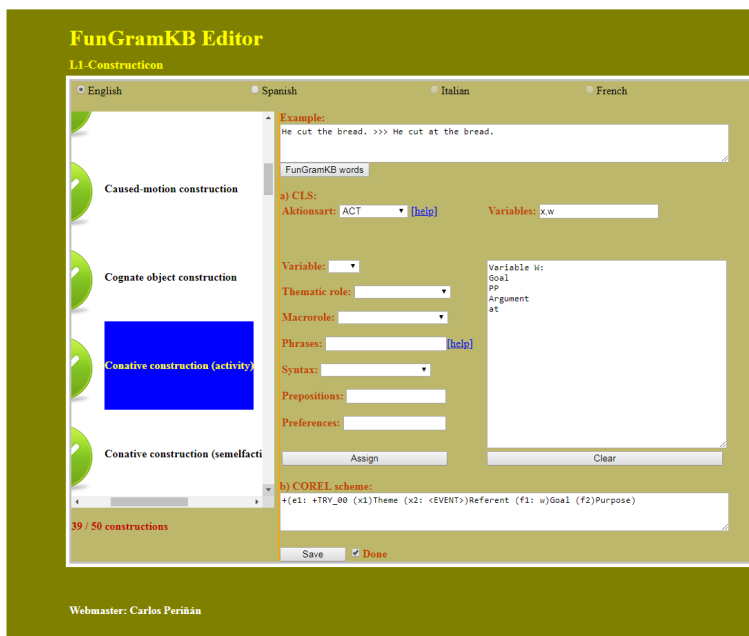 FunGramKB Editor
L1-Constructicon
English
Spanish
Italian
French
Caused-motion construction
Cognate object construction
Conative construction (activity)
Conative construction (semelfacti
39 / 50 constructions
Example:
He cut the bread. >>> He cut at the bread.
FunGramKB words
a) CLS:
Aktionsart: ACT [help] Variables: x,w
Variable:
Thematic role:
Macrorole:
Phrases: [help]
Syntax:
Prepositions:
Preferences:
Variable W:
Goal
PP
Argument
at
Assign
Clear
b) COREL scheme:
+(e1: +TRY_00 (x1)Theme (x2: <EVENT>)Referent (f1: w)Goal (f2)Purpose)
Save Done
Webmaster: Carlos Periñán